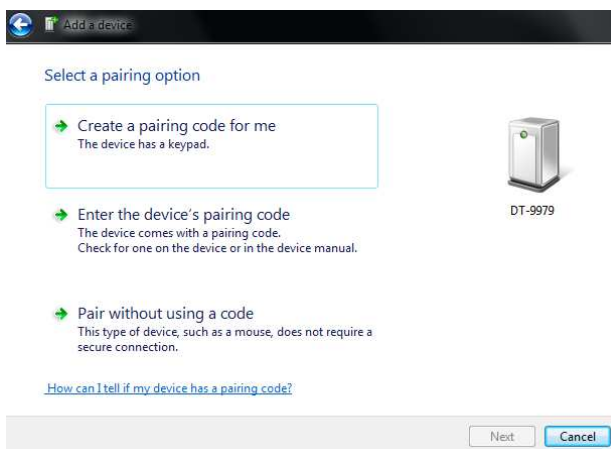 Add a device
Select a pairing option
Create a pairing code for me
The device has a keypad.
Enter the device's pairing code
The device comes with a pairing code.
Check for one on the device or in the device manual.
DT-9979
Pair without using a code
This type of device, such as a mouse, does not require a
secure connection.
How can I tell if my device has a pairing code?
Next
Cancel